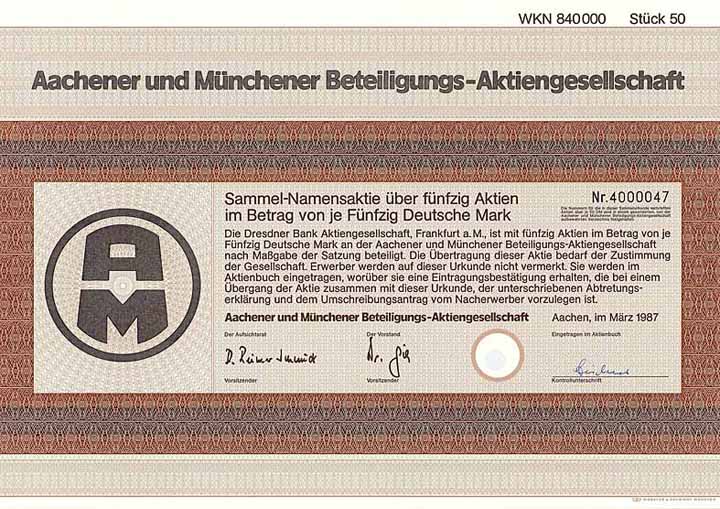 WKN 840000 Stück 50
Aachener und Münchener Beteiligungs-Aktiengesellschaft
AM
Sammel-Namensaktie über fünfzig Aktien
im Betrag von je Fünfzig Deutsche Mark
Nr. 4000047
Die Dresdner Bank Aktiengesellschaft, Frankfurt a.M., ist mit fünfzig Aktien im Betrag von je
Fünfzig Deutsche Mark an der Aachener und Münchener Beteiligungs-Aktiengesellschaft
nach Maßgabe der Satzung beteiligt. Die Übertragung dieser Aktie bedarf der Zustimmung
der Gesellschaft. Erwerber werden auf dieser Urkunde nicht vermerkt. Sie werden im
Aktienbuch eingetragen, worüber sie eine Eintragungsbestätigung erhalten, die bei einem
Übergang der Aktie zusammen mit dieser Urkunde, der unterschriebenen Abtretungs-
erklärung und dem Umschreibungsantrag vom Nacherwerber vorzulegen ist.
Aachener und Münchener Beteiligungs-Aktiengesellschaft Aachen, im März 1987
Der Aufsichtsrat Der Vorstand Eingetragen im Aktienbuch
Vorsitzender Vorsitzender Kontrollunterschrift